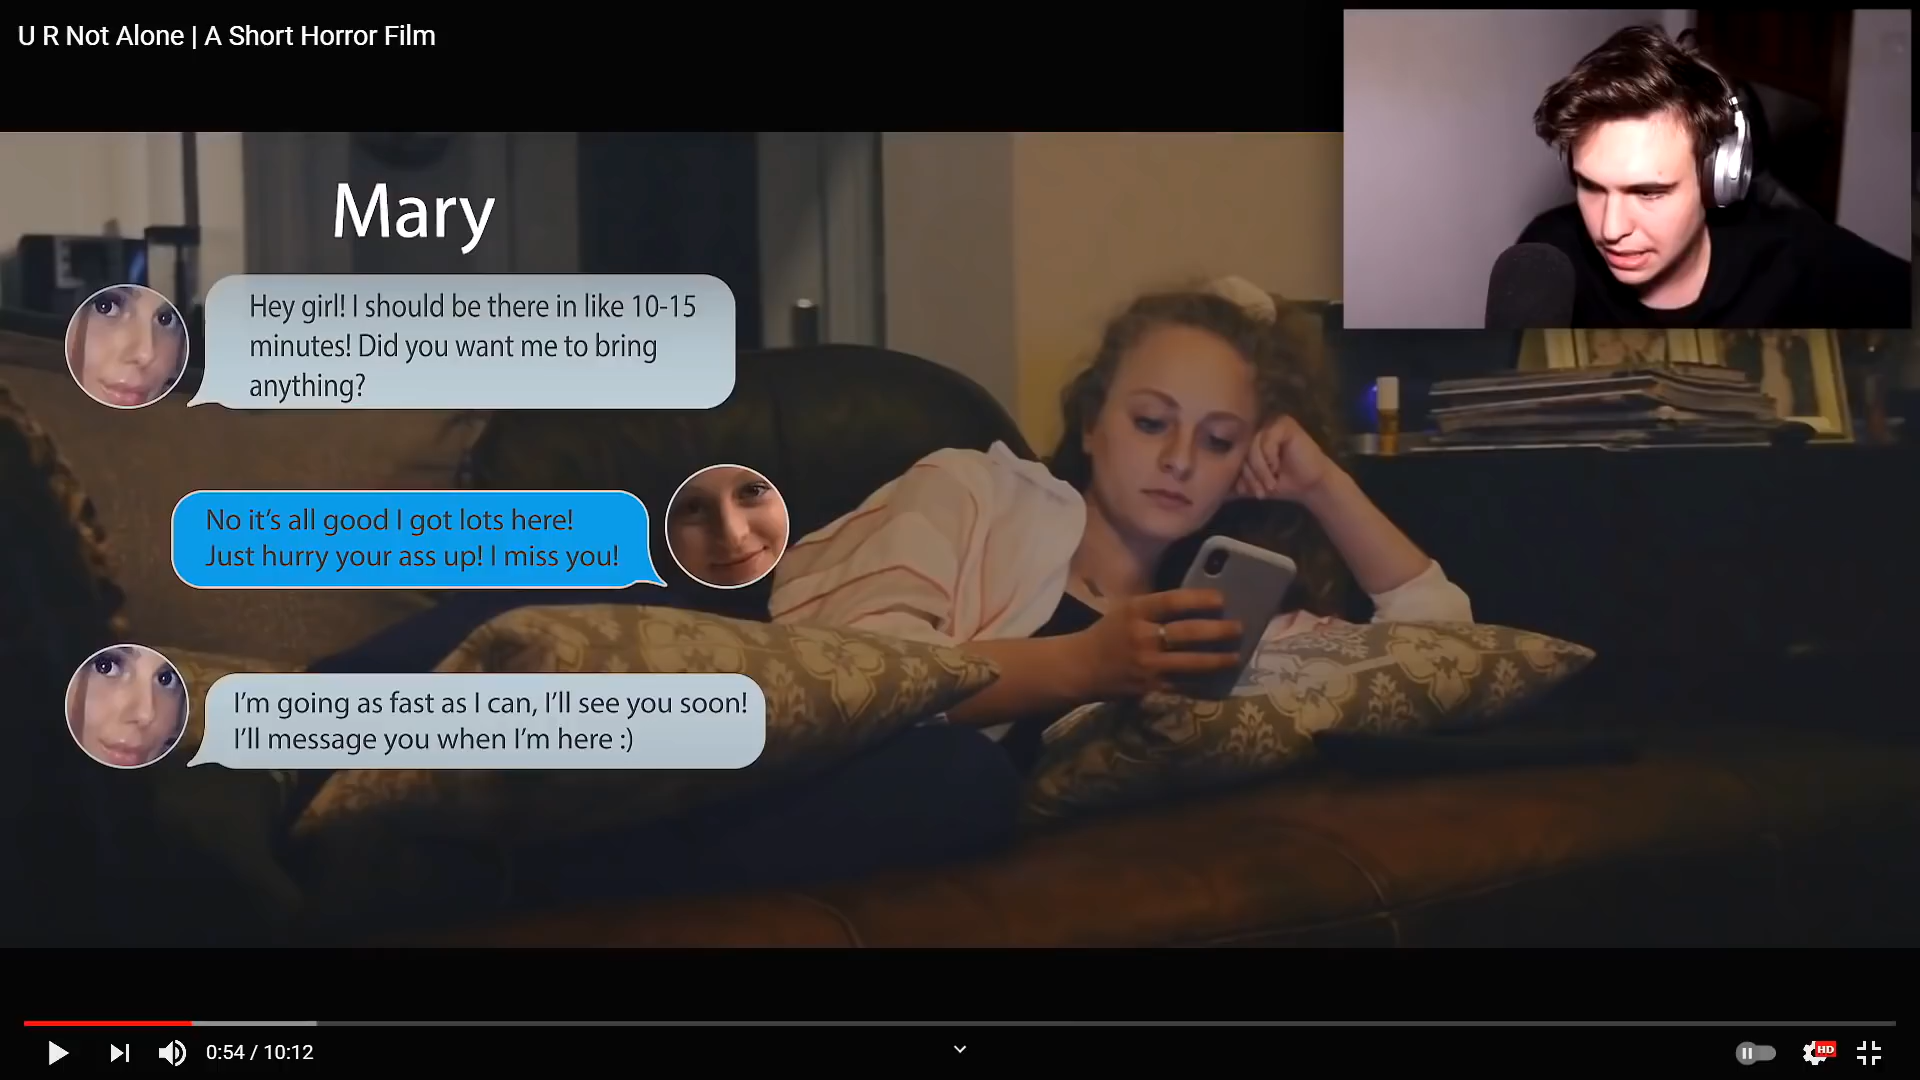 U R Not Alone | A Short Horror Film
Mary
Hey girl! I should be there in like 10-15
minutes! Did you want me to bring
anything?
No it's all good I got lots here!
Just hurry your ass up! I miss you!
I'm going as fast as I can, I'll see you soon!
I'll message you when I'm here :)
0:54 / 10:12
HD